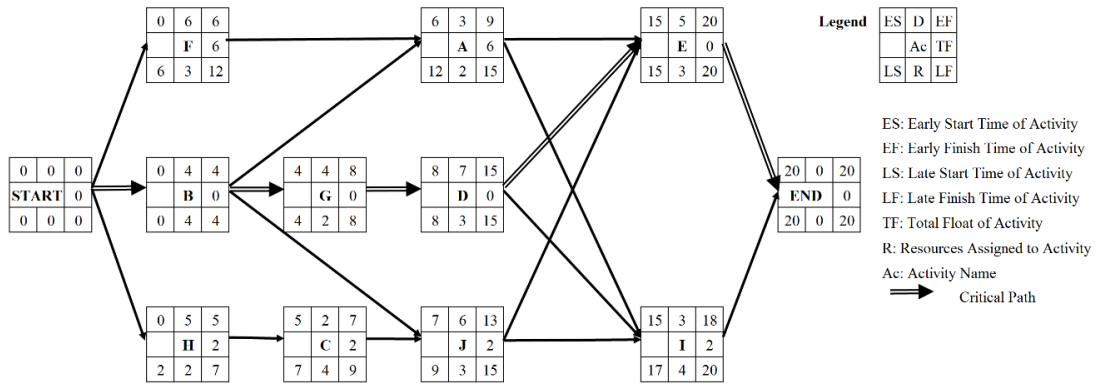 0 6 6
F 6
6 3 12
6 3 9
A 6
12 2 15
15 5 20
E 0
15 3 20
Legend
ES D EF
Ac TF
LS R LF
ES: Early Start Time of Activity
EF: Early Finish Time of Activity
LS: Late Start Time of Activity
LF: Late Finish Time of Activity
TF: Total Float of Activity
R: Resources Assigned to Activity
Ac: Activity Name
Critical Path
0 0 0
START 0
0 0 0
0 4 4
B 0
0 4 4
4 4 8
G 0
4 2 8
8 7 15
D 0
8 3 15
20 0 20
END 0
20 0 20
0 5 5
H 2
2 2 7
5 2 7
C 2
7 4 9
7 6 13
J 2
9 3 15
15 3 18
I 2
17 4 20